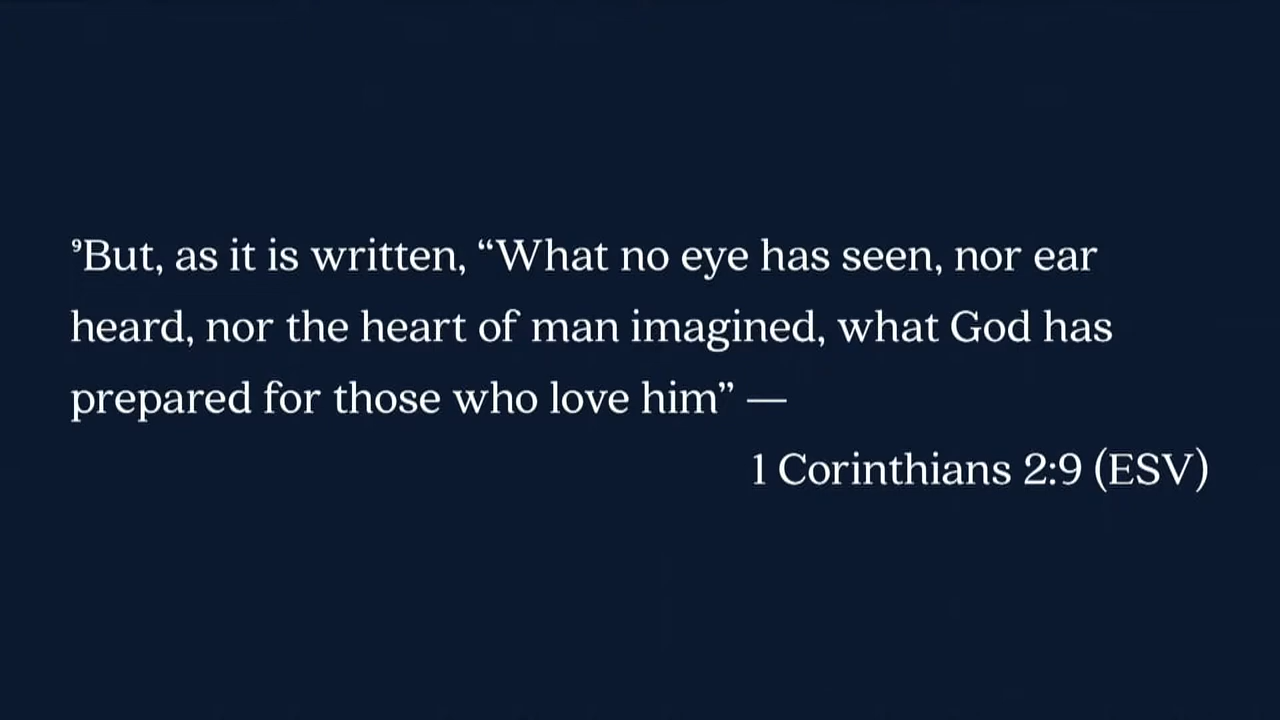 ⁹But, as it is written, “What no eye has seen, nor ear
heard, nor the heart of man imagined, what God has
prepared for those who love him” —
1 Corinthians 2:9 (ESV)